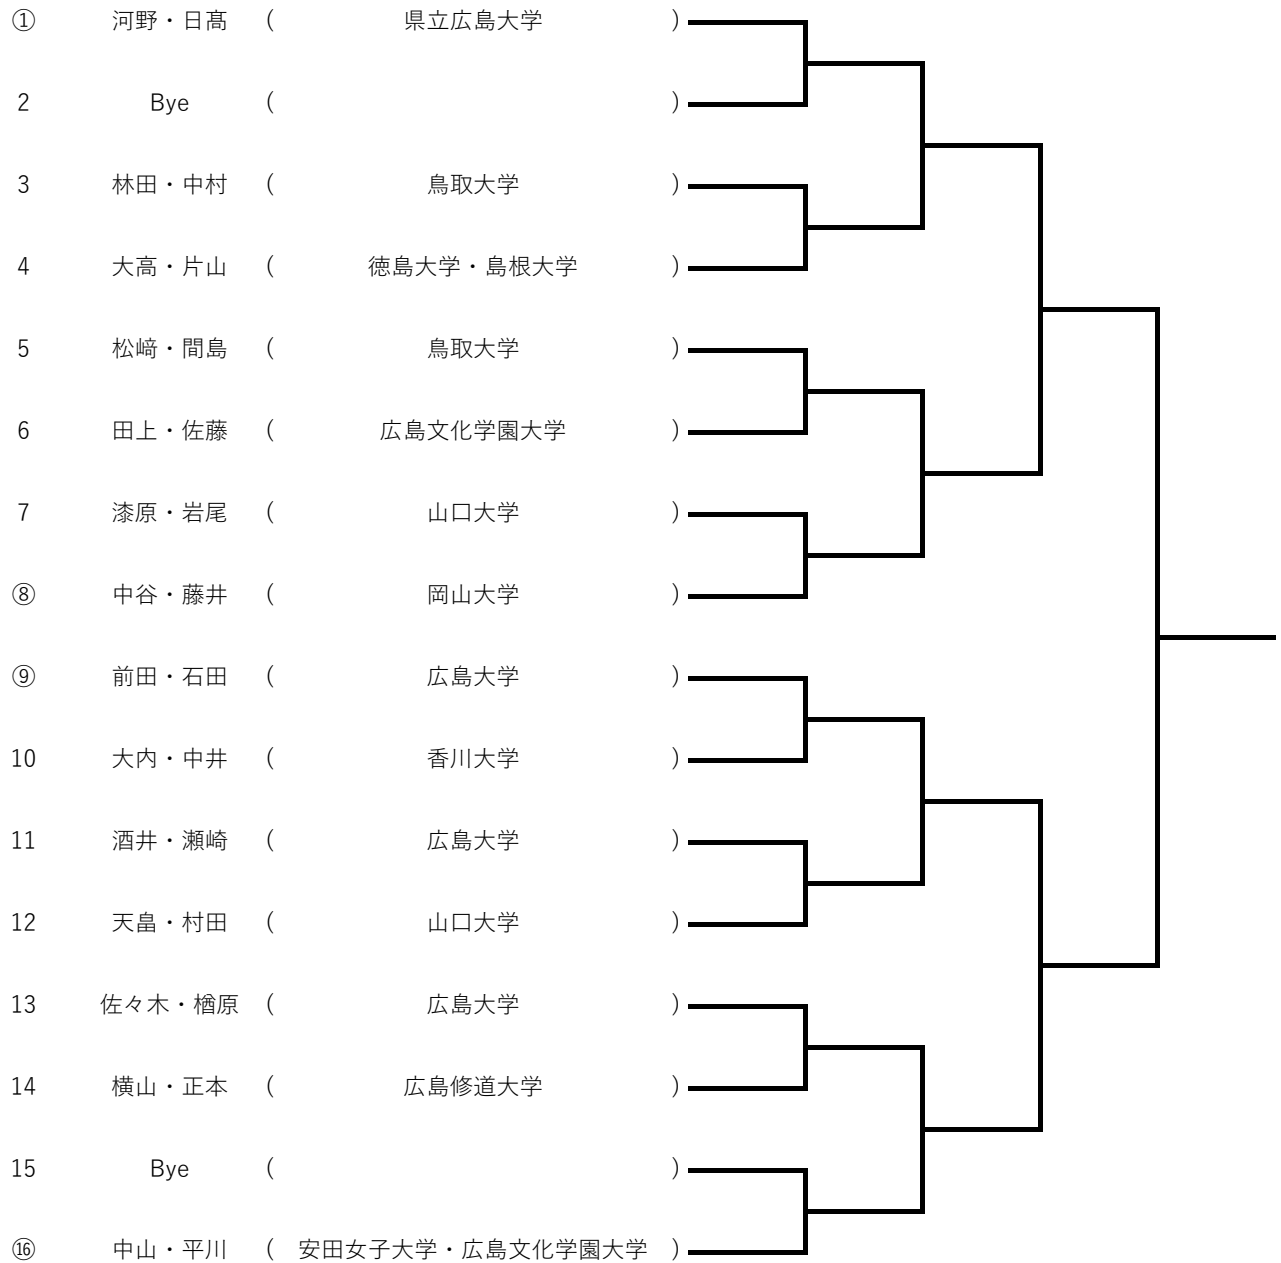 ① 河野・日髙 ( 県立広島大学 )
2 Bye ( )
3 林田・中村 ( 鳥取大学 )
4 大高・片山 ( 徳島大学・島根大学 )
5 松﨑・間島 ( 鳥取大学 )
6 田上・佐藤 ( 広島文化学園大学 )
7 漆原・岩尾 ( 山口大学 )
⑧ 中谷・藤井 ( 岡山大学 )
⑨ 前田・石田 ( 広島大学 )
10 大内・中井 ( 香川大学 )
11 酒井・瀬崎 ( 広島大学 )
12 天畠・村田 ( 山口大学 )
13 佐々木・楢原 ( 広島大学 )
14 横山・正本 ( 広島修道大学 )
15 Bye ( )
⑯ 中山・平川 ( 安田女子大学・広島文化学園大学 )